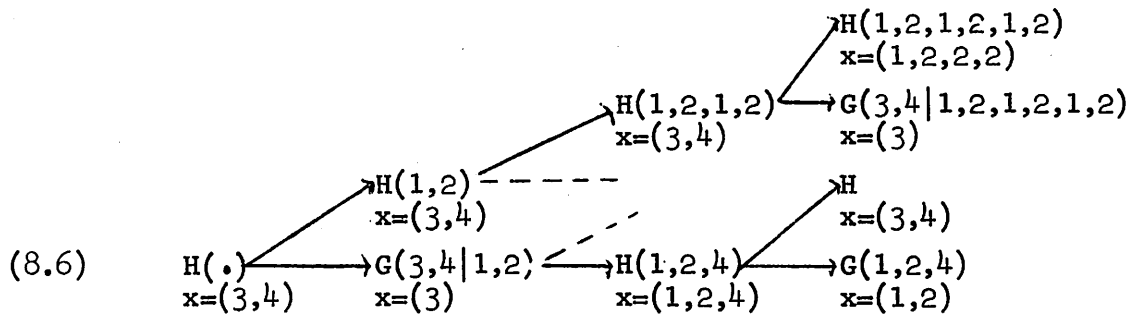 H(1,2,1,2,1,2)
x=(1,2,2,2)
H(1,2,1,2) G(3,4|1,2,1,2,1,2)
x=(3,4) x=(3)
H(1,2) H
x=(3,4) x=(3,4)
(8.6) H(.) G(3,4|1,2) H(1,2,4) G(1,2,4)
x=(3,4) x=(3) x=(1,2,4) x=(1,2)